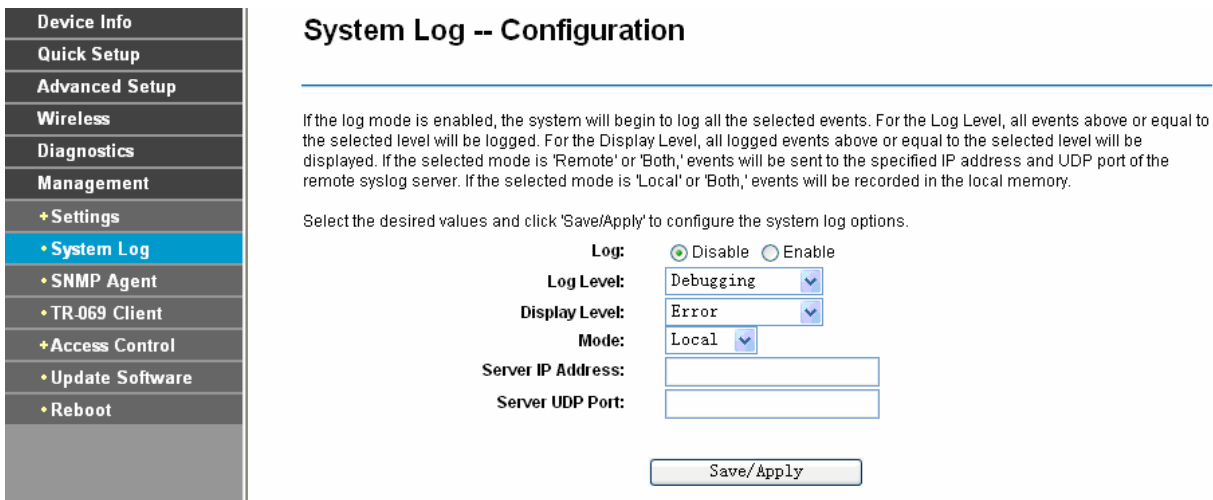 Device Info
Quick Setup
Advanced Setup
Wireless
Diagnostics
Management
+Settings
•System Log
•SNMP Agent
•TR-069 Client
+Access Control
•Update Software
•Reboot
System Log -- Configuration
If the log mode is enabled, the system will begin to log all the selected events. For the Log Level, all events above or equal to
the selected level will be logged. For the Display Level, all logged events above or equal to the selected level will be
displayed. If the selected mode is 'Remote' or 'Both,' events will be sent to the specified IP address and UDP port of the
remote syslog server. If the selected mode is 'Local' or 'Both,' events will be recorded in the local memory.
Select the desired values and click 'Save/Apply' to configure the system log options.
Log: Disable Enable
Log Level: Debugging
Display Level: Error
Mode: Local
Server IP Address:
Server UDP Port:
Save/Apply